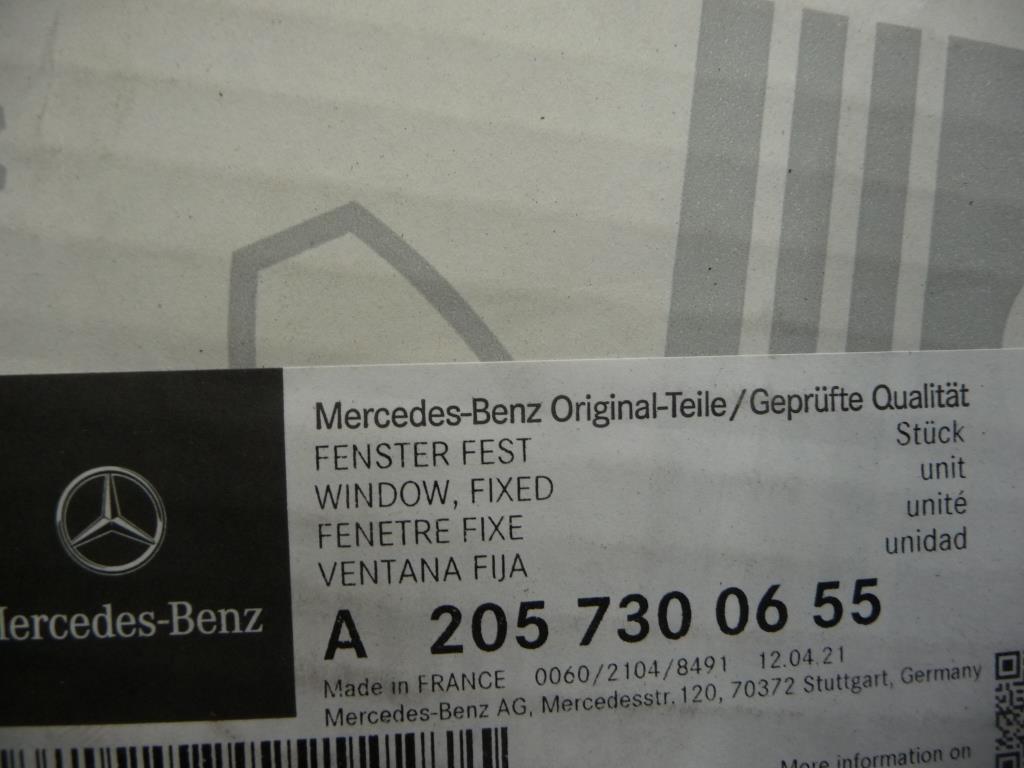 Mercedes-Benz Original-Teile/Geprüfte Qualität
FENSTER FEST Stück
WINDOW, FIXED unit
FENETRE FIXE unité
VENTANA FIJA unidad
Mercedes-Benz
A 205 730 06 55
Made in FRANCE 0060/2104/8491 12.04.21
Mercedes-Benz AG, Mercedesstr.120, 70372 Stuttgart, Germany
More information on